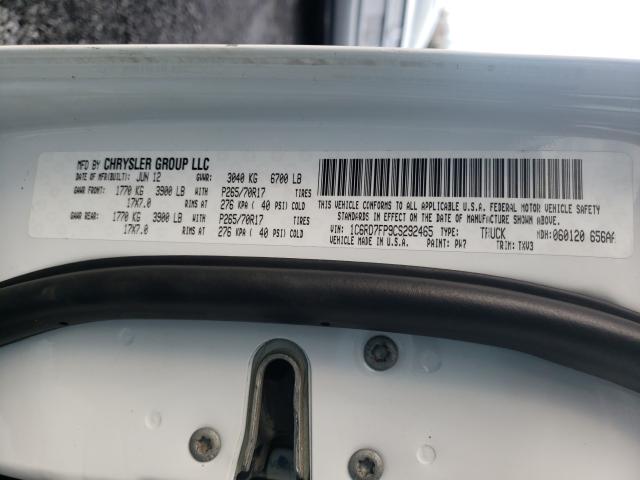 MFD BY CHRYSLER GROUP LLC
DATE OF MFR(BUILT): JUN 12 GVWR: 3040 KG 6700 LB
GAWR FRONT: 1770 KG 3900 LB WITH P265/70R17 TIRES
17X7.0 RIMS AT 276 KPA ( 40 PSI) COLD
GAWR REAR: 1770 KG 3900 LB WITH P265/70R17 TIRES
17X7.0 RIMS AT 276 KPA ( 40 PSI) COLD
THIS VEHICLE CONFORMS TO ALL APPLICABLE U.S.A. FEDERAL MOTOR VEHICLE SAFETY
STANDARDS IN EFFECT ON THE DATE OF MANUFACTURE SHOWN ABOVE.
VIN: 1C6RD7FP9CS292465 TYPE: TRUCK MDH: 060120 656AA
VEHICLE MADE IN U.S.A. PAINT: PW7 TRIM: TXV3